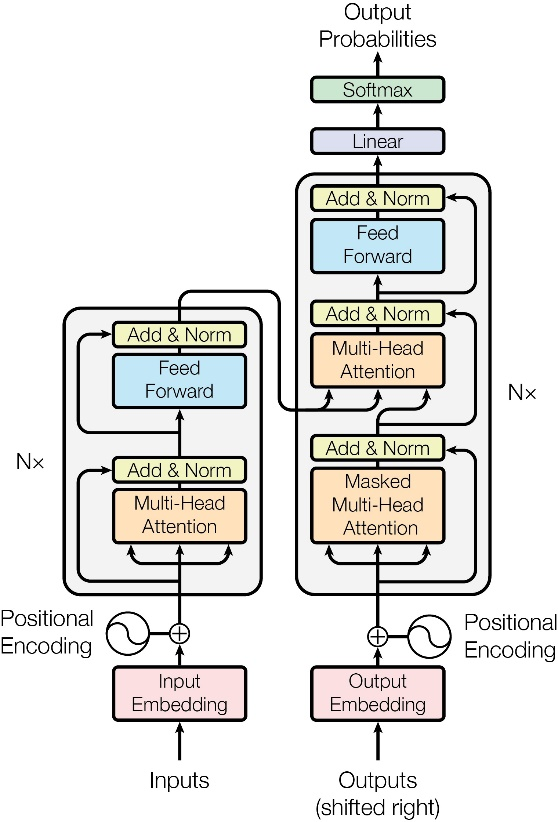 Output
Probabilities
Softmax
Linear
Add & Norm
Feed
Forward
Add & Norm
Multi-Head
Attention
Add & Norm
Masked
Multi-Head
Attention
N×
Positional
Encoding
Output
Embedding
Outputs
(shifted right)
Add & Norm
Feed
Forward
Add & Norm
Multi-Head
Attention
N×
Positional
Encoding
Input
Embedding
Inputs